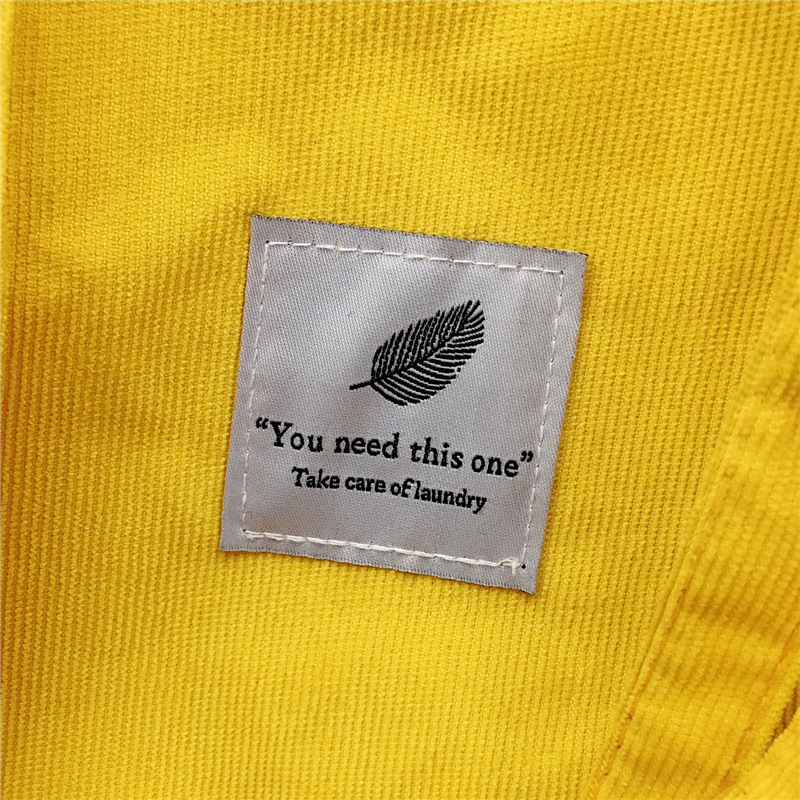 “You need this one”
Take care of laundry